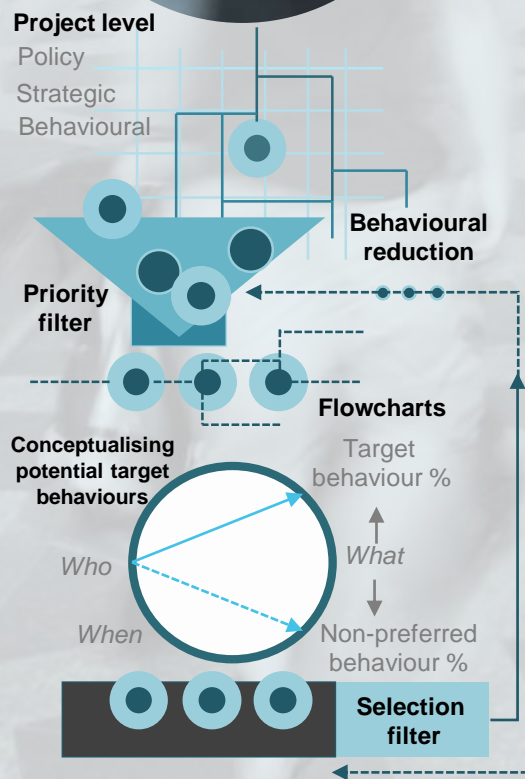 Project level
Policy
Strategic
Behavioural
Behavioural
reduction
Priority
filter
Flowcharts
Conceptualising
potential target
behaviours
Target
behaviour %
Who
What
When
Non-preferred
behaviour %
Selection
filter